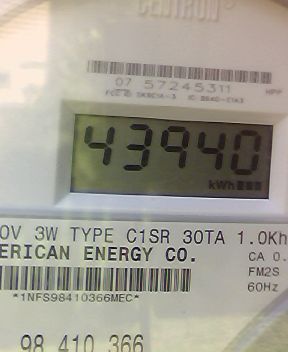 CENTRON®
07 57245311
HPP
43940
kWh
0V 3W TYPE C1SR 30TA 1.0Kh
ERICAN ENERGY CO.
CA 0.
FM2S
60Hz
*1NFS98410366MEC*
98 410 366